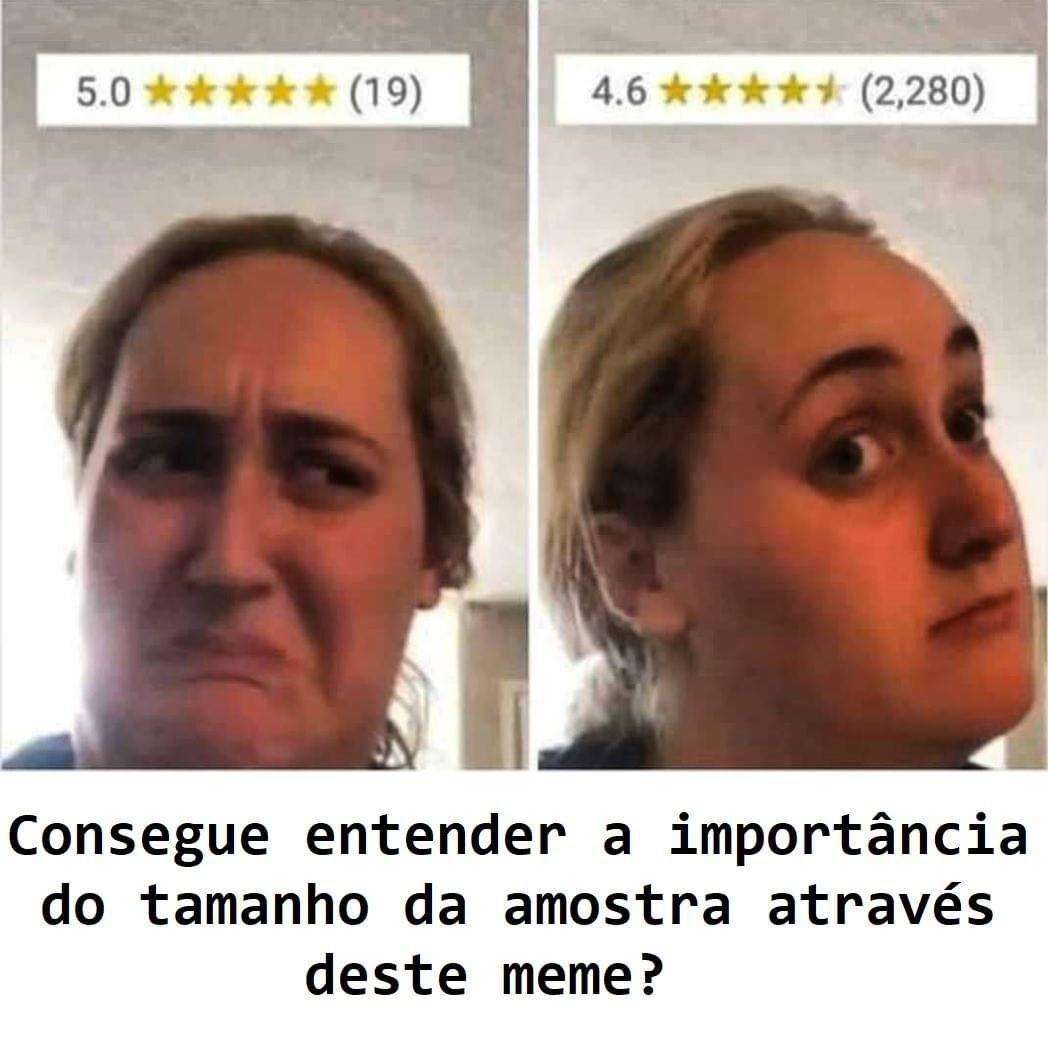 5.0 ★★★★★ (19)
4.6 ★★★★⯨ (2,280)
Consegue entender a importância
do tamanho da amostra através
deste meme?